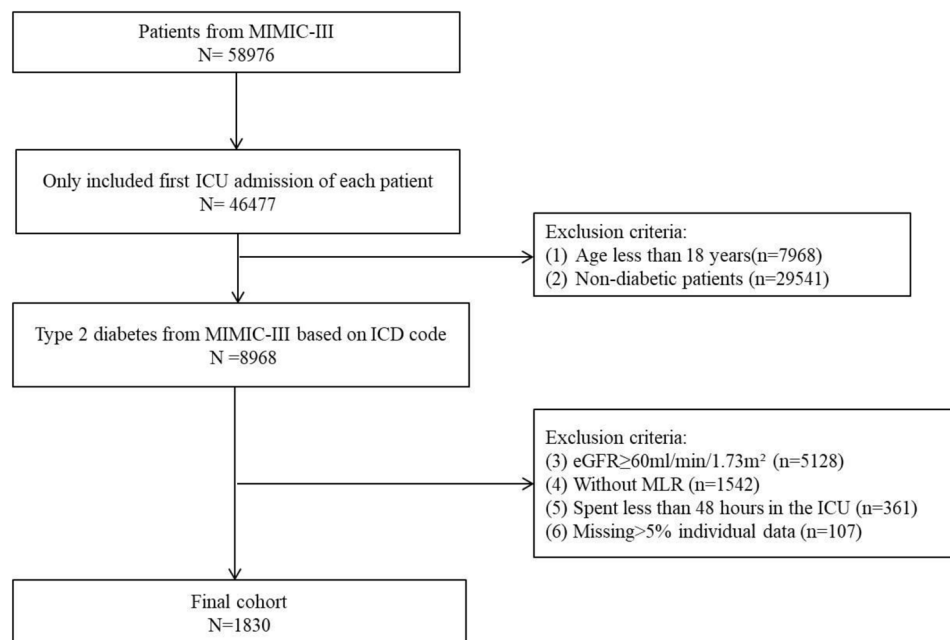 Patients from MIMIC-III
N= 58976
Only included first ICU admission of each patient
N= 46477
Exclusion criteria:
(1) Age less than 18 years(n=7968)
(2) Non-diabetic patients (n=29541)
Type 2 diabetes from MIMIC-III based on ICD code
N =8968
Exclusion criteria:
(3) eGFR≥60ml/min/1.73m² (n=5128)
(4) Without MLR (n=1542)
(5) Spent less than 48 hours in the ICU (n=361)
(6) Missing>5% individual data (n=107)
Final cohort
N=1830